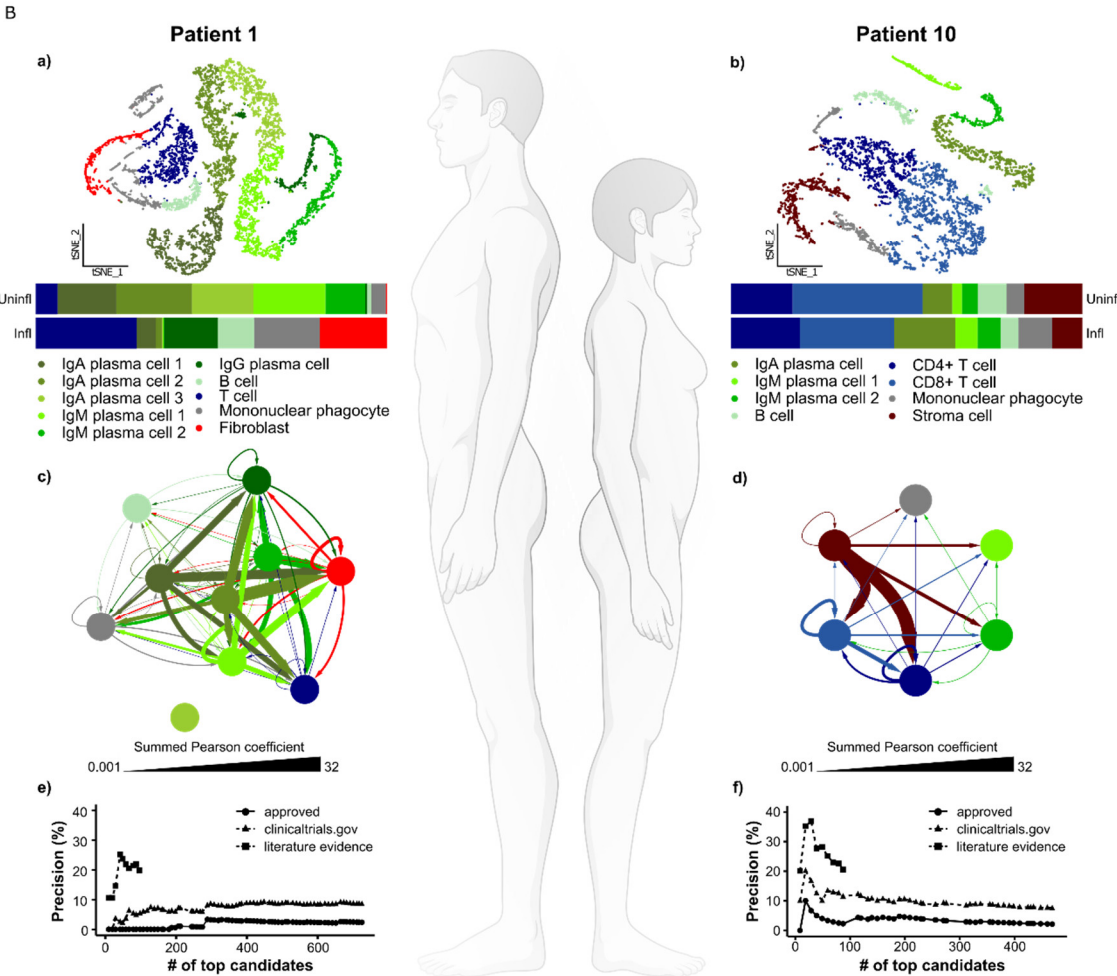 B
Patient 1
Patient 10
a)
b)
tSNE_2
tSNE_1
tSNE_2
tSNE_1
Uninfl
Infl
Uninf
Infl
IgA plasma cell 1
IgA plasma cell 2
IgA plasma cell 3
IgM plasma cell 1
IgM plasma cell 2
IgG plasma cell
B cell
T cell
Mononuclear phagocyte
Fibroblast
IgA plasma cell
IgM plasma cell 1
IgM plasma cell 2
B cell
CD4+ T cell
CD8+ T cell
Mononuclear phagocyte
Stroma cell
c)
d)
Summed Pearson coefficient
0.001 32
Summed Pearson coefficient
0.001 32
e)
Precision (%)
40
30
20
10
0
approved
clinicaltrials.gov
literature evidence
0 200 400 600
# of top candidates
f)
Precision (%)
40
30
20
10
0
approved
clinicaltrials.gov
literature evidence
0 100 200 300 400
# of top candidates